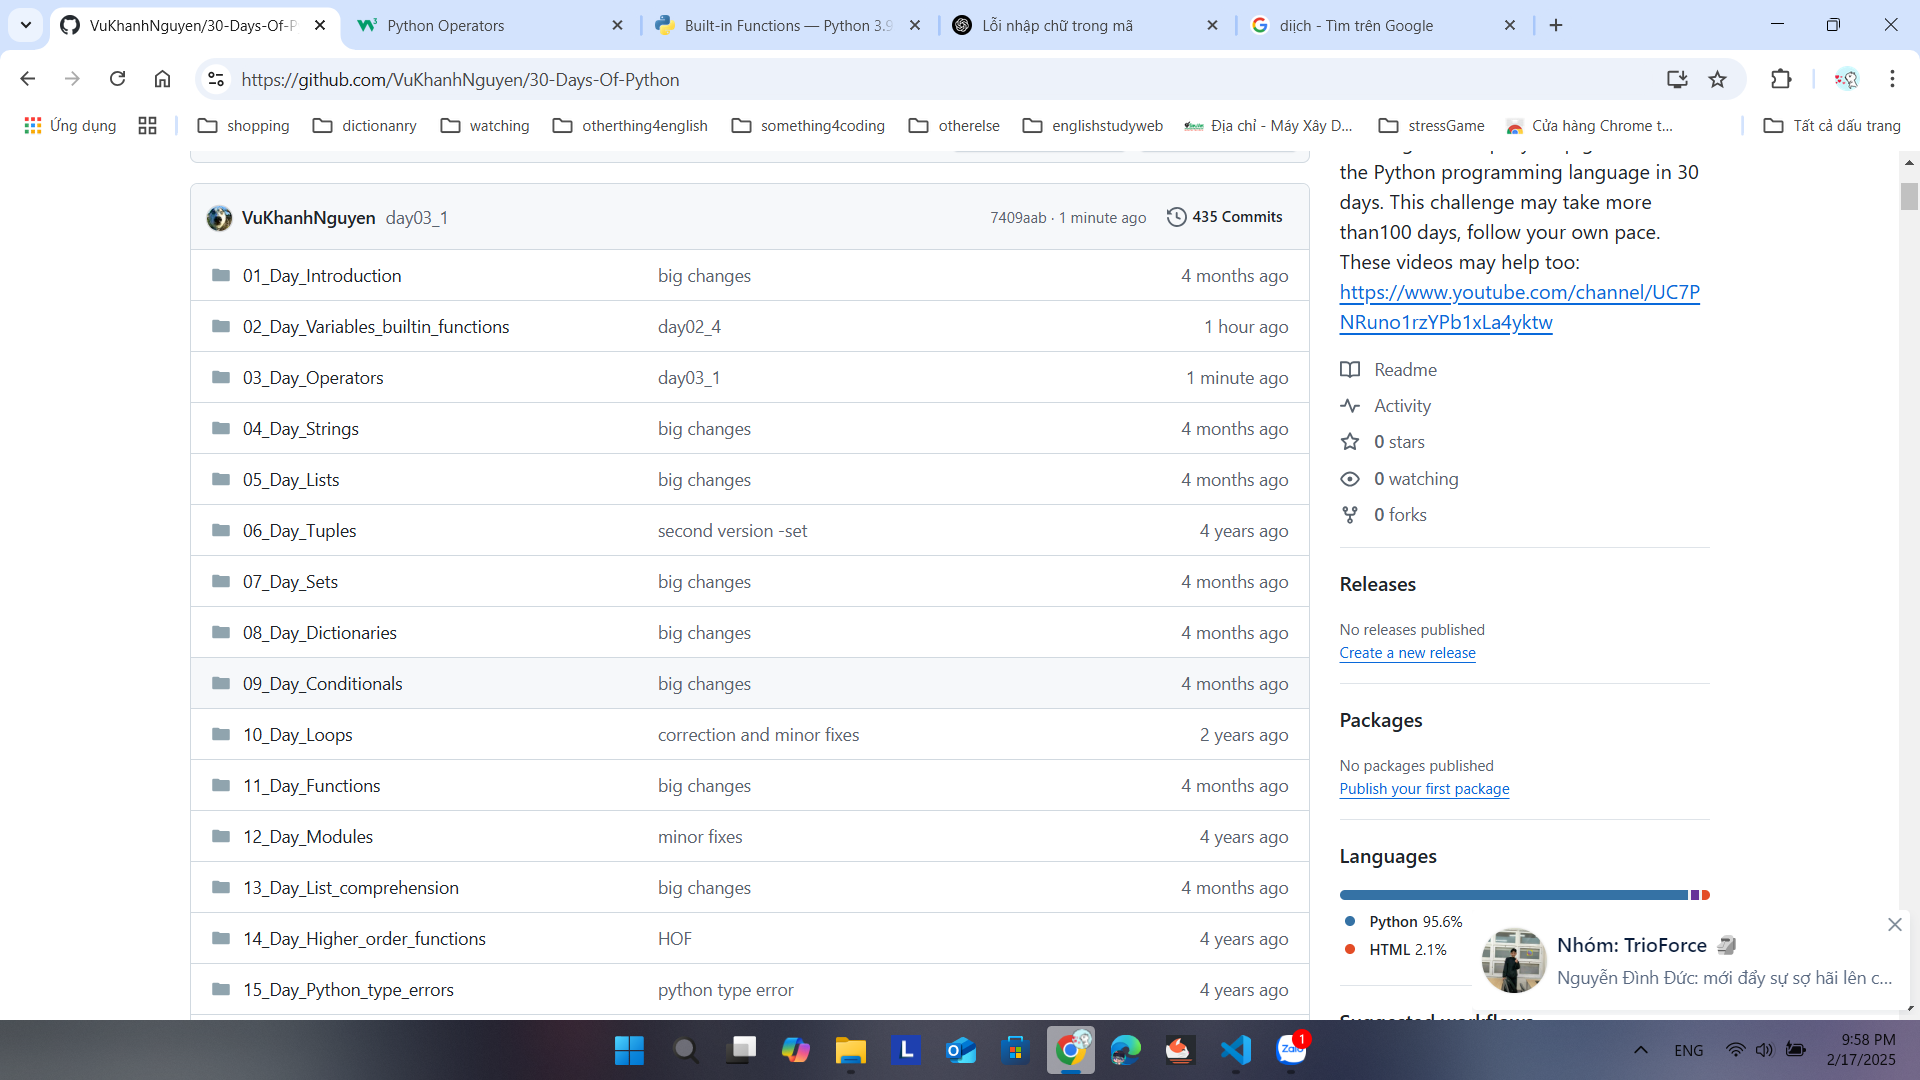 VuKhanhNguyen/30-Days-Of-P
Python Operators
Built-in Functions — Python 3.9
Lỗi nhập chữ trong mã
diịch - Tìm trên Google
https://github.com/VuKhanhNguyen/30-Days-Of-Python
Ứng dụng
shopping
dictionanry
watching
otherthing4english
something4coding
otherelse
englishstudyweb
Địa chỉ - Máy Xây D...
stressGame
Cửa hàng Chrome t...
Tất cả dấu trang
VuKhanhNguyen day03_1 7409aab · 1 minute ago 435 Commits
01_Day_Introduction big changes 4 months ago
02_Day_Variables_builtin_functions day02_4 1 hour ago
03_Day_Operators day03_1 1 minute ago
04_Day_Strings big changes 4 months ago
05_Day_Lists big changes 4 months ago
06_Day_Tuples second version -set 4 years ago
07_Day_Sets big changes 4 months ago
08_Day_Dictionaries big changes 4 months ago
09_Day_Conditionals big changes 4 months ago
10_Day_Loops correction and minor fixes 2 years ago
11_Day_Functions big changes 4 months ago
12_Day_Modules minor fixes 4 years ago
13_Day_List_comprehension big changes 4 months ago
14_Day_Higher_order_functions HOF 4 years ago
15_Day_Python_type_errors python type error 4 years ago
the Python programming language in 30
days. This challenge may take more
than100 days, follow your own pace.
These videos may help too:
https://www.youtube.com/channel/UC7P
NRuno1rzYPb1xLa4yktw
Readme
Activity
0 stars
0 watching
0 forks
Releases
No releases published
Create a new release
Packages
No packages published
Publish your first package
Languages
Python 95.6%
HTML 2.1%
Suggested workflows
Nhóm: TrioForce 🗿
Nguyễn Đình Đức: mới đẩy sự sợ hãi lên c...
L
Zalo
1
ENG
9:58 PM
2/17/2025